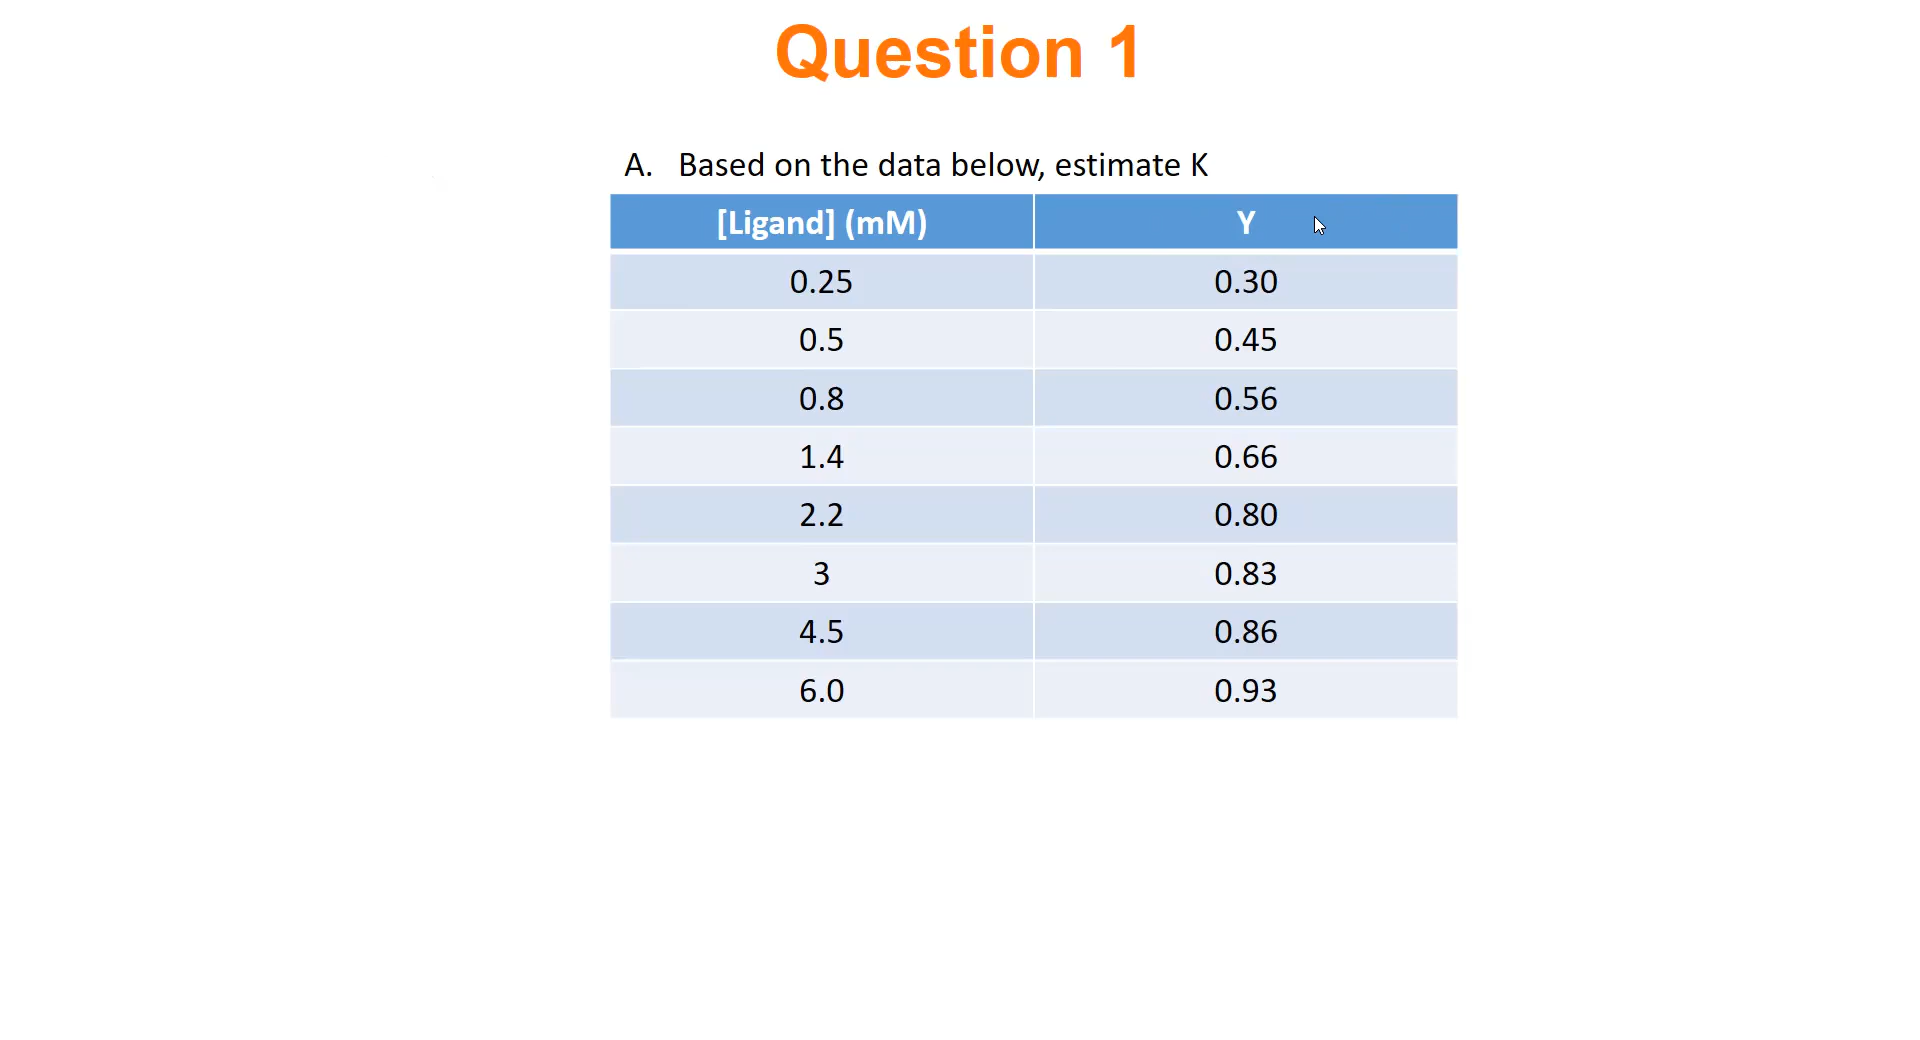 Question 1
A. Based on the data below, estimate K
[Ligand] (mM) Y
0.25 0.30
0.5 0.45
0.8 0.56
1.4 0.66
2.2 0.80
3 0.83
4.5 0.86
6.0 0.93